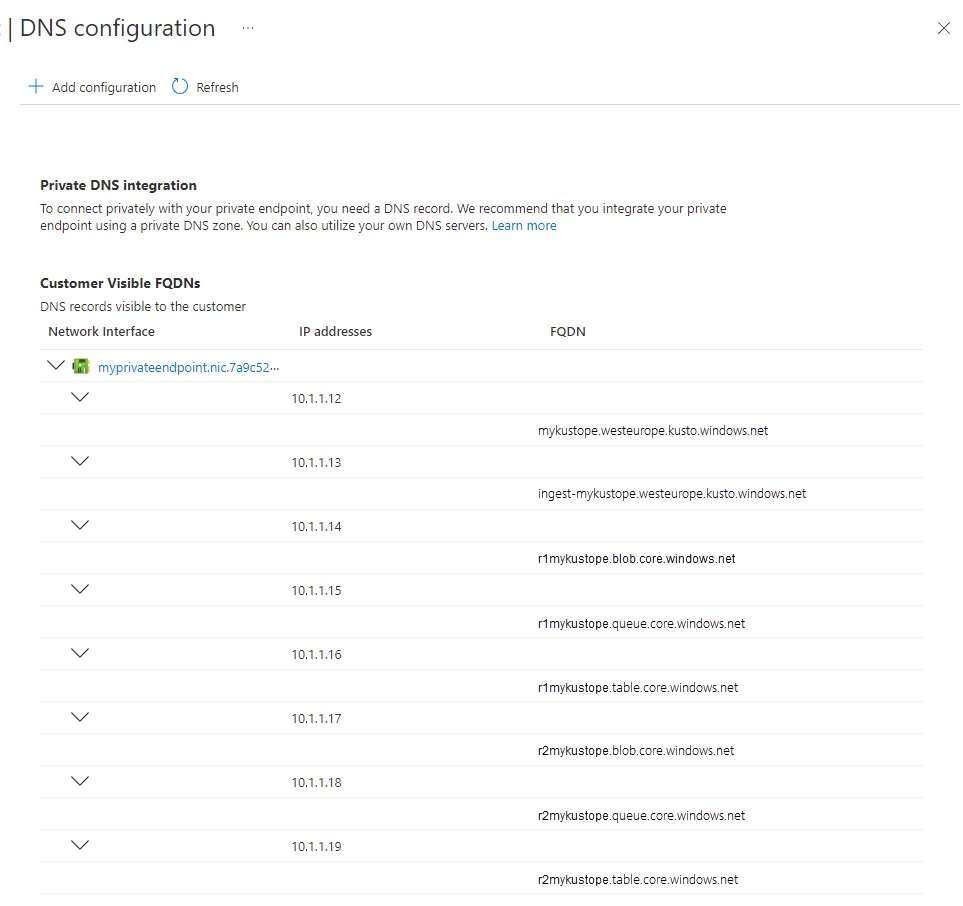 | DNS configuration ...
Add configuration Refresh
Private DNS integration
To connect privately with your private endpoint, you need a DNS record. We recommend that you integrate your private
endpoint using a private DNS zone. You can also utilize your own DNS servers. Learn more
Customer Visible FQDNs
DNS records visible to the customer
Network Interface IP addresses FQDN
myprivateendpoint.nic.7a9c52...
10.1.1.12
mykustope.westeurope.kusto.windows.net
10.1.1.13
ingest-mykustope.westeurope.kusto.windows.net
10.1.1.14
r1mykustope.blob.core.windows.net
10.1.1.15
r1mykustope.queue.core.windows.net
10.1.1.16
r1mykustope.table.core.windows.net
10.1.1.17
r2mykustope.blob.core.windows.net
10.1.1.18
r2mykustope.queue.core.windows.net
10.1.1.19
r2mykustope.table.core.windows.net